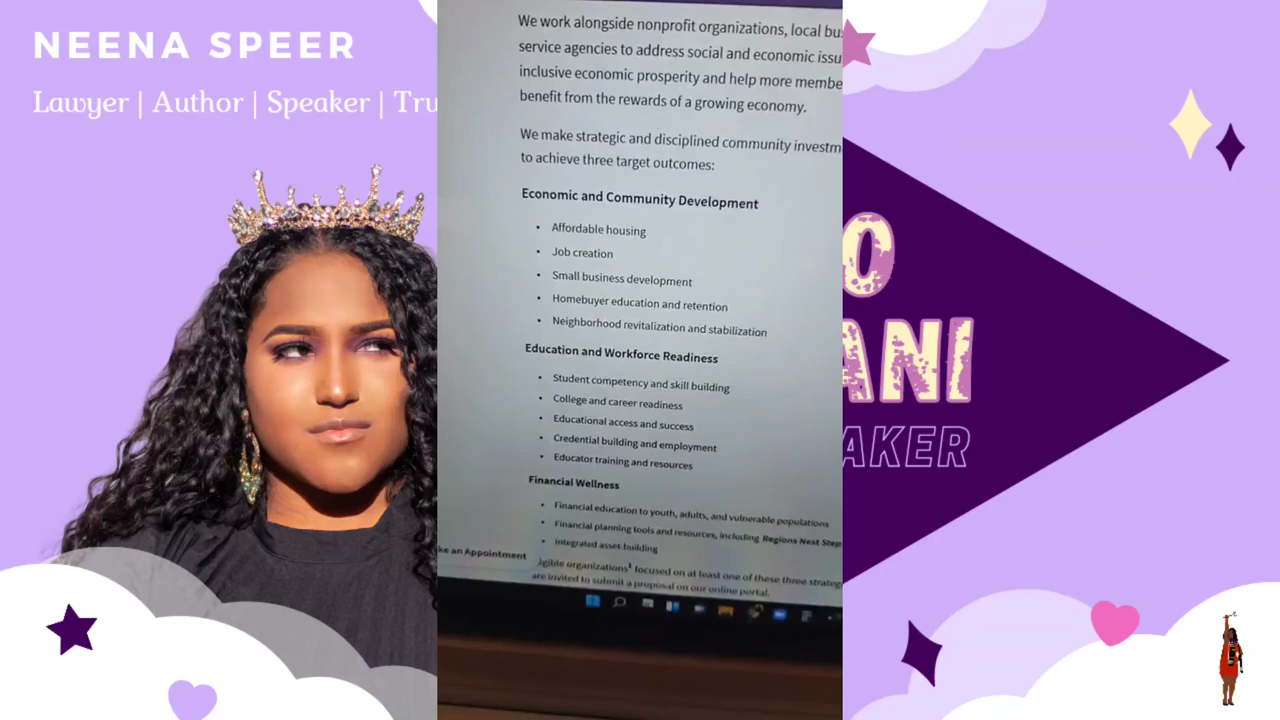 NEENA SPEER
Lawyer | Author | Speaker | Tru
We work alongside nonprofit organizations, local bu
service agencies to address social and economic issu
inclusive economic prosperity and help more membe
benefit from the rewards of a growing economy.
We make strategic and disciplined community investm
to achieve three target outcomes:
Economic and Community Development
• Affordable housing
• Job creation
• Small business development
• Homebuyer education and retention
• Neighborhood revitalization and stabilization
Education and Workforce Readiness
• Student competency and skill building
• College and career readiness
• Educational access and success
• Credential building and employment
• Educator training and resources
Financial Wellness
• Financial education to youth, adults, and vulnerable populations
• Financial planning tools and resources, including Regions Next Step
• Integrated asset-building
ke an Appointment
gible organizations¹ focused on at least one of these three strateg
are invited to submit a proposal on our online portal.
O
ANI
AKER